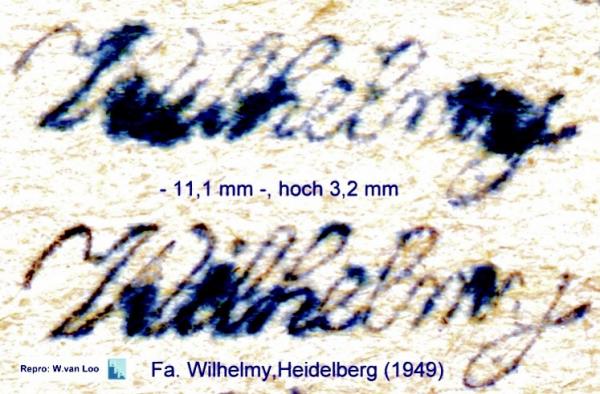 Wilhelmy
- 11,1 mm -, hoch 3,2 mm
Wilhelmy
Repro: W.van Loo
Fa. Wilhelmy,Heidelberg (1949)